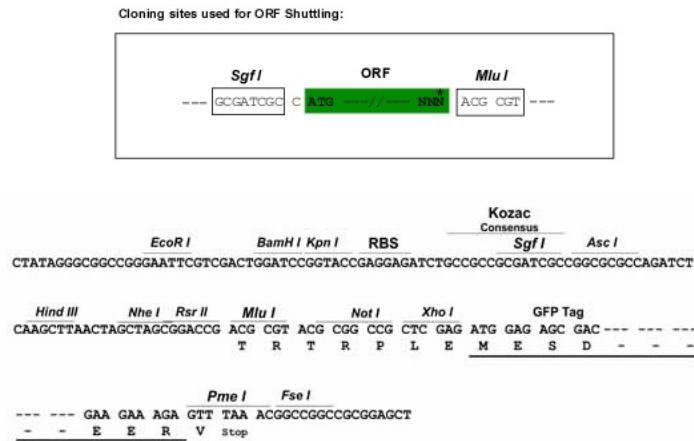 Cloning sites used for ORF Shuttling:
Sgf I ORF Mlu I
--- GCGATCGC C ATG ---//--- NNN* ACG CGT ---
Kozac
Consensus
EcoR I BamH I Kpn I RBS Sgf I Asc I
CTATAGGGCGGCCGGGAATTCGTCGACTGGATCCGGTACCGAGGAGATCTGCCGCCGCGATCGCCGGCGCGCCAGATCT
Hind III Nhe I Rsr II Mlu I Not I Xho I GFP Tag
CAAGCTTAACTAGCTAGCGGACCG ACG CGT ACG CGG CCG CTC GAG ATG GAG AGC GAC--- --- ---
T R T R P L E M E S D - - -
Pme I Fse I
--- --- GAA GAA AGA GTT TAA ACGGCCGGCCGCGGAGCT
- - E E R V Stop